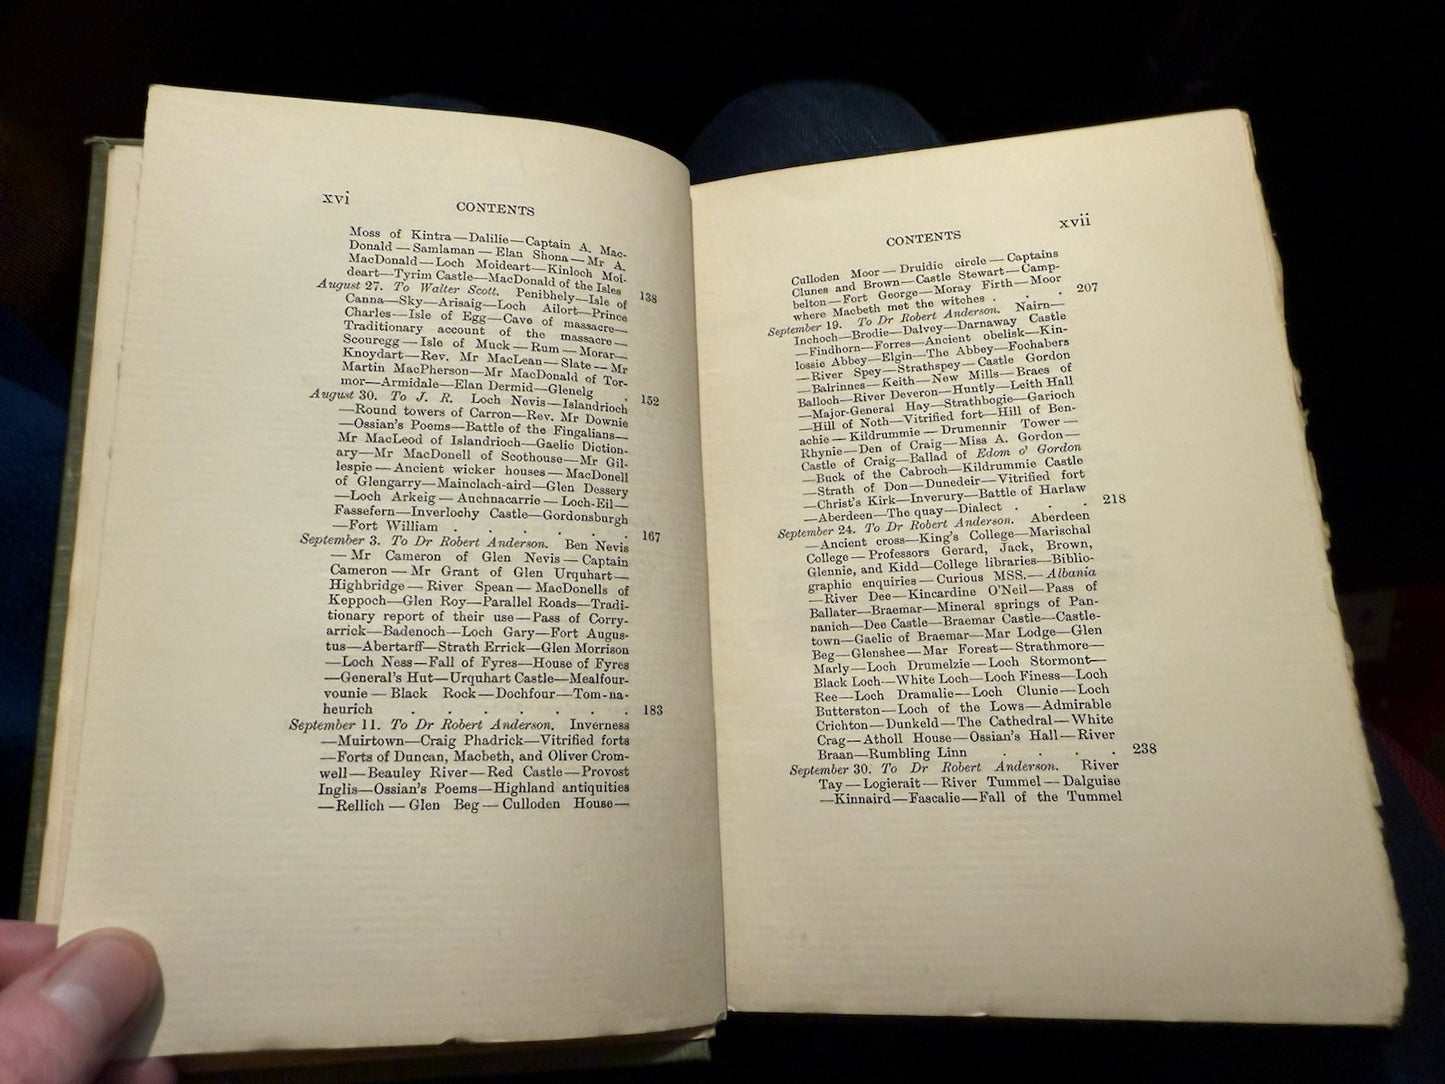 xvi
CONTENTS
Moss of Kintra—Dalilie—Captain A. Mac-
Donald—Samlaman—Elan Shona—Mr A.
MacDonald—Loch Moideart—Kinloch Moi-
deart—Tyrim Castle—MacDonald of the Isles 138
August 27. To Walter Scott. Penibhely—Isle of
Canna—Sky—Arisaig—Loch Ailort—Prince
Charles—Isle of Egg—Cave of massacre—
Traditionary account of the massacre—
Scouregg—Isle of Muck—Rum—Morar—
Knoydart—Rev. Mr MacLean—Slate—Mr
Martin MacPherson—Mr MacDonald of Tor-
mor—Armidale—Elan Dermid—Glenelg . 152
August 30. To J. R. Loch Nevis—Islandrioch
—Round towers of Carron—Rev. Mr Downie
—Ossian's Poems—Battle of the Fingalians—
Mr MacLeod of Islandrioch—Gaelic Diction-
ary—Mr MacDonell of Scothouse—Mr Gil-
lespie—Ancient wicker houses—MacDonell
of Glengarry—Mainclach-aird—Glen Dessery
—Loch Arkeig—Auchnacarrie—Loch-Eil—
Fassefern—Inverlochy Castle—Gordonsburgh
—Fort William . . . . . . 167
September 3. To Dr Robert Anderson. Ben Nevis
—Mr Cameron of Glen Nevis—Captain
Cameron—Mr Grant of Glen Urquhart—
Highbridge—River Spean—MacDonells of
Keppoch—Glen Roy—Parallel Roads—Tradi-
tionary report of their use—Pass of Corry-
arrick—Badenoch—Loch Gary—Fort Augus-
tus—Abertarff—Strath Errick—Glen Morrison
—Loch Ness—Fall of Fyres—House of Fyres
—General's Hut—Urquhart Castle—Mealfour-
vounie—Black Rock—Dochfour—Tom-na-
heurich . . . . . . . 183
September 11. To Dr Robert Anderson. Inverness
—Muirtown—Craig Phadrick—Vitrified forts
—Forts of Duncan, Macbeth, and Oliver Crom-
well—Beauley River—Red Castle—Provost
Inglis—Ossian's Poems—Highland antiquities
—Rellich—Glen Beg—Culloden House—
CONTENTS
xvii
Culloden Moor—Druidic circle—Captains
Clunes and Brown—Castle Stewart—Camp-
belton—Fort George—Moray Firth—Moor
where Macbeth met the witches . . . 207
September 19. To Dr Robert Anderson. Nairn—
Inchoch—Brodie—Dalvey—Darnaway Castle
—Findhorn—Forres—Ancient obelisk—Kin-
lossie Abbey—Elgin—The Abbey—Fochabers
—River Spey—Strathspey—Castle Gordon
—Balrinnes—Keith—New Mills—Braes of
Balloch—River Deveron—Huntly—Leith Hall
—Major-General Hay—Strathbogie—Garioch
—Hill of Noth—Vitrified fort—Hill of Ben-
achie—Kildrummie—Drumennir Tower—
Rhynie—Den of Craig—Miss A. Gordon—
Castle of Craig—Ballad of Edom o' Gordon
—Buck of the Cabroch—Kildrummie Castle
—Strath of Don—Dunedeir—Vitrified fort
—Christ's Kirk—Inverury—Battle of Harlaw
—Aberdeen—The quay—Dialect . . . 218
September 24. To Dr Robert Anderson. Aberdeen
—Ancient cross—King's College—Marischal
College—Professors Gerard, Jack, Brown,
Glennie, and Kidd—College libraries—Biblio-
graphic enquiries—Curious MSS.—Albania
—River Dee—Kincardine O'Neil—Pass of
Ballater—Braemar—Mineral springs of Pan-
nanich—Dee Castle—Braemar Castle—Castle-
town—Gaelic of Braemar—Mar Lodge—Glen
Beg—Glenshee—Mar Forest—Strathmore—
Marly—Loch Drumelzie—Loch Stormont—
Black Loch—White Loch—Loch Finess—Loch
Ree—Loch Dramalie—Loch Clunie—Loch
Butterston—Loch of the Lows—Admirable
Crichton—Dunkeld—The Cathedral—White
Crag—Atholl House—Ossian's Hall—River
Braan—Rumbling Linn . . . . 238
September 30. To Dr Robert Anderson. River
Tay—Logierait—River Tummel—Dalguise
—Kinnaird—Fascalie—Fall of the Tummel